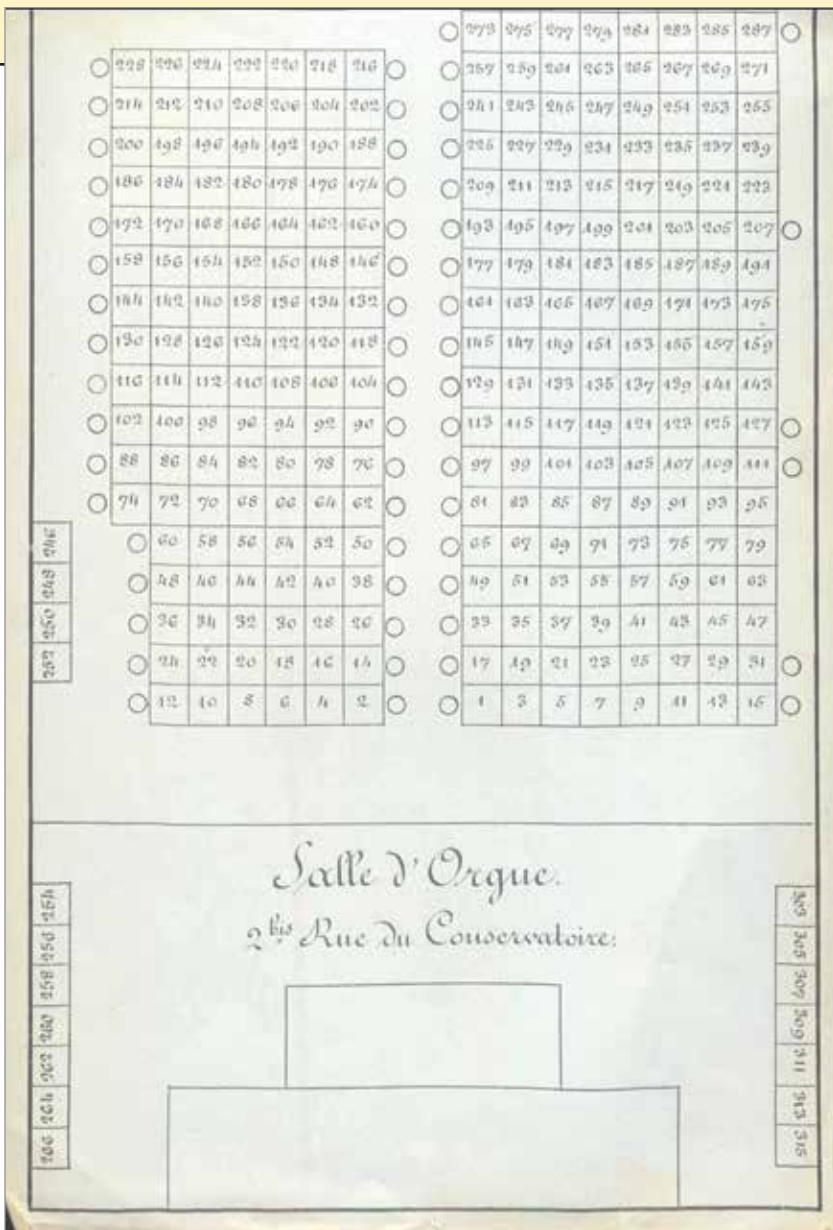 273 275 277 279 281 283 285 287
228 226 224 222 220 218 216 257 259 261 263 265 267 269 271
214 212 210 208 206 204 202 241 243 245 247 249 251 253 255
200 198 196 194 192 190 188 225 227 229 231 233 235 237 239
186 184 182 180 178 176 174 209 211 213 215 217 219 221 223
172 170 168 166 164 162 160 193 195 197 199 201 203 205 207
158 156 154 152 150 148 146 177 179 181 183 185 187 189 191
144 142 140 138 136 134 132 161 163 165 167 169 171 173 175
130 128 126 124 122 120 118 145 147 149 151 153 155 157 159
116 114 112 110 108 106 104 129 131 133 135 137 139 141 143
102 100 98 96 94 92 90 113 115 117 119 121 123 125 127
88 86 84 82 80 78 76 97 99 101 103 105 107 109 111
74 72 70 68 66 64 62 81 83 85 87 89 91 93 95
60 58 56 54 52 50 65 67 69 71 73 75 77 79
48 46 44 42 40 38 49 51 53 55 57 59 61 63
36 34 32 30 28 26 33 35 37 39 41 43 45 47
24 22 20 18 16 14 17 19 21 23 25 27 29 31
12 10 8 6 4 2 1 3 5 7 9 11 13 15
252 250 248 246
Salle d'Orgue.
2bis Rue du Conservatoire:
266 264 262 260 258 256 254
303 305 307 309 311 313 315